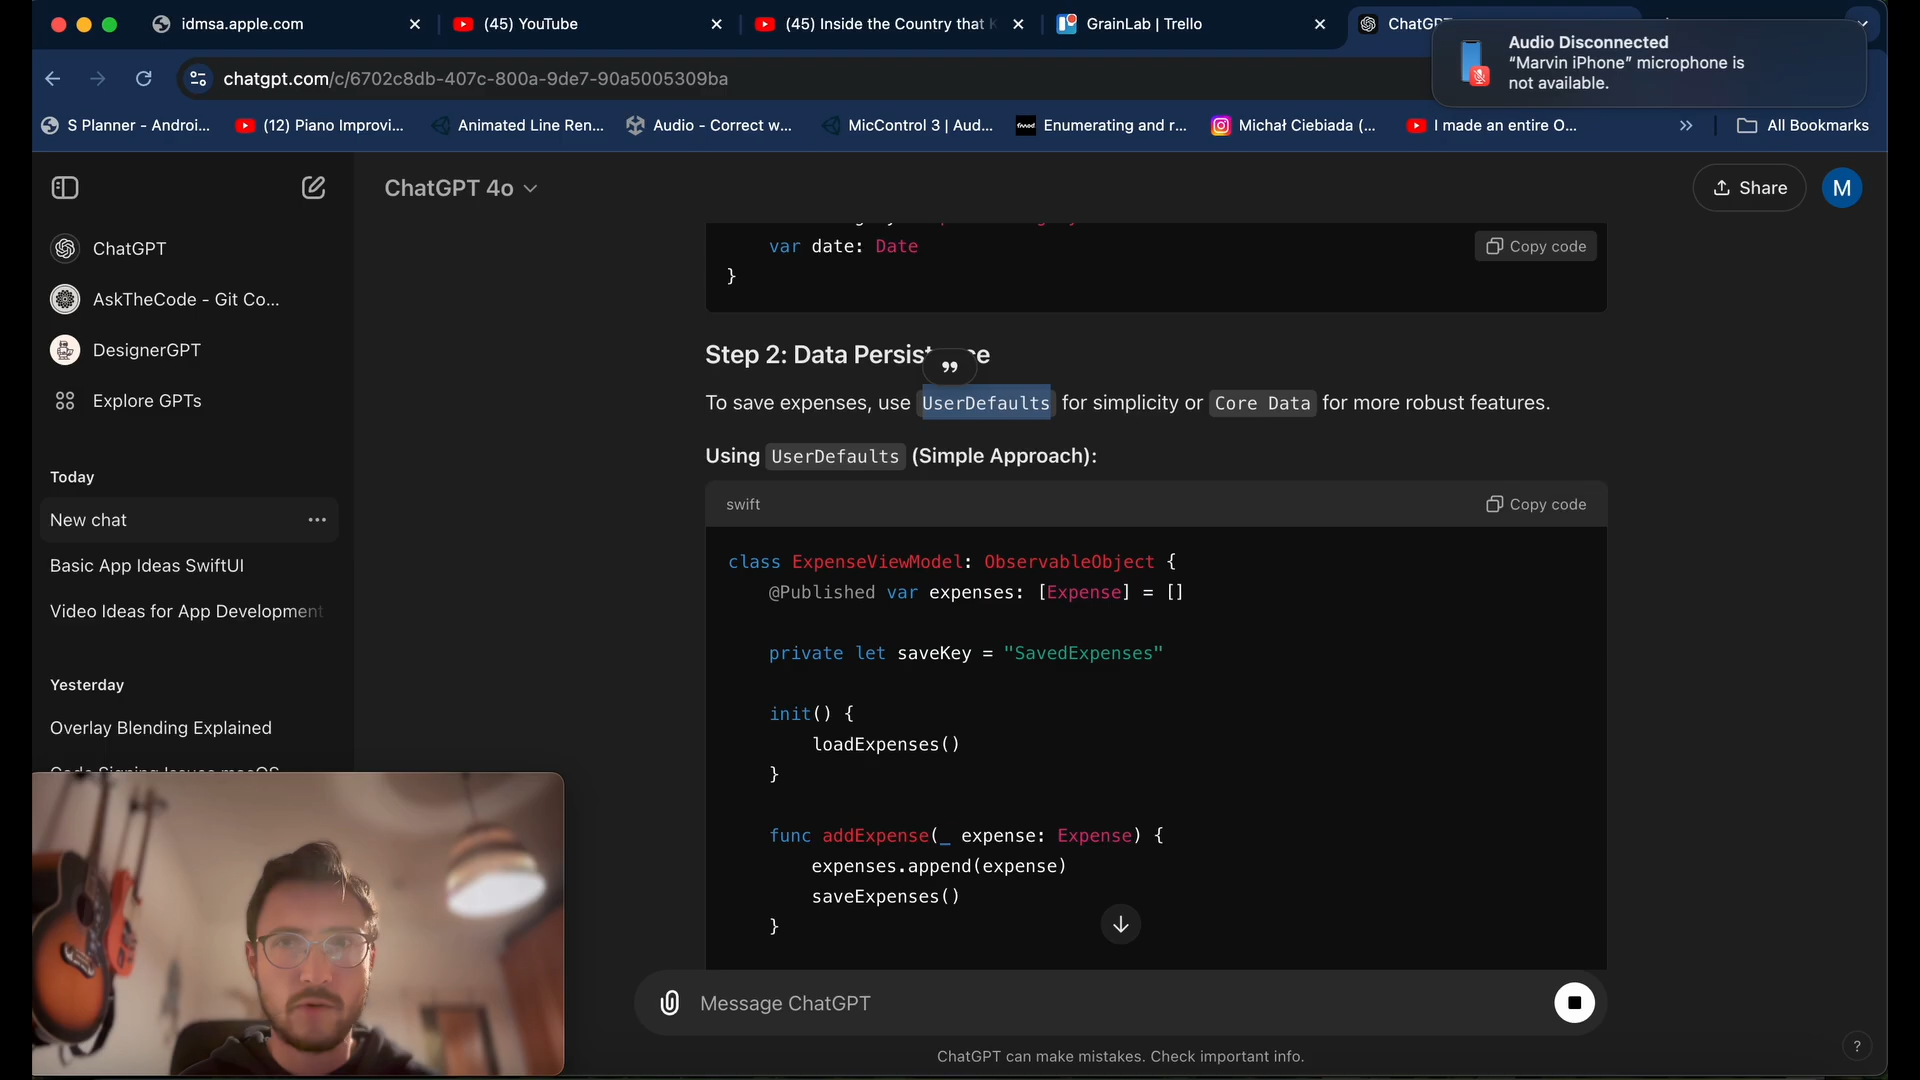 idmsa.apple.com
(45) YouTube
(45) Inside the Country that
GrainLab | Trello
Audio Disconnected
“Marvin iPhone” microphone is
not available.
chatgpt.com/c/6702c8db-407c-800a-9de7-90a5005309ba
S Planner - Androi...
(12) Piano Improvi...
Animated Line Ren...
Audio - Correct w...
MicControl 3 | Aud...
Enumerating and r...
Michał Ciebiada (...
I made an entire O...
All Bookmarks
ChatGPT 4o
Share
M
ChatGPT
AskTheCode - Git Co...
DesignerGPT
Explore GPTs
Today
New chat
Basic App Ideas SwiftUI
Video Ideas for App Development
Yesterday
Overlay Blending Explained
var date: Date
Copy code
}
Step 2: Data
To save expenses, use UserDefaults for simplicity or Core Data for more robust features.
Using UserDefaults (Simple Approach):
swift
Copy code
class ExpenseViewModel: ObservableObject {
@Published var expenses: [Expense] = []
private let saveKey = "SavedExpenses"
init() {
loadExpenses()
}
func addExpense(_ expense: Expense) {
expenses.append(expense)
saveExpenses()
}
Message ChatGPT
ChatGPT can make mistakes. Check important info.
?